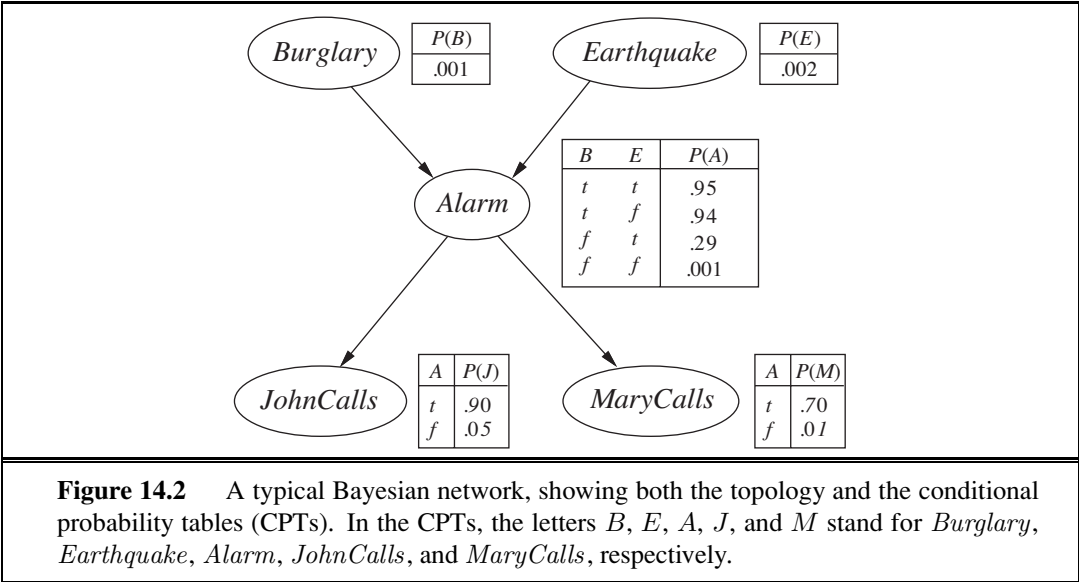 Burglary
P(B)
.001
Earthquake
P(E)
.002
Alarm
B E P(A)
t t .95
t f .94
f t .29
f f .001
JohnCalls
A P(J)
t .90
f .05
MaryCalls
A P(M)
t .70
f .01
Figure 14.2 A typical Bayesian network, showing both the topology and the conditional
probability tables (CPTs). In the CPTs, the letters B, E, A, J, and M stand for Burglary,
Earthquake, Alarm, JohnCalls, and MaryCalls, respectively.